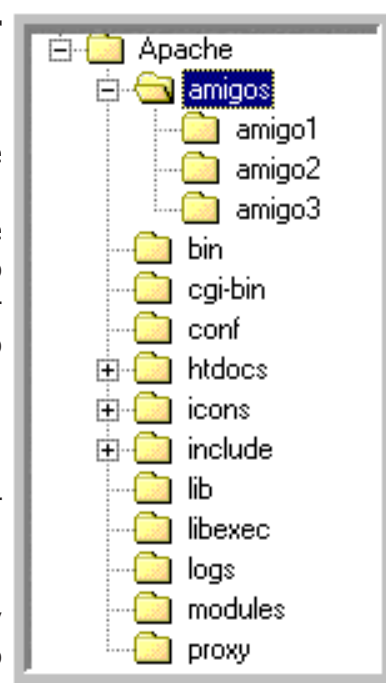 Apache
amigos
amigo1
amigo2
amigo3
bin
cgi-bin
conf
htdocs
icons
include
lib
libexec
logs
modules
proxy